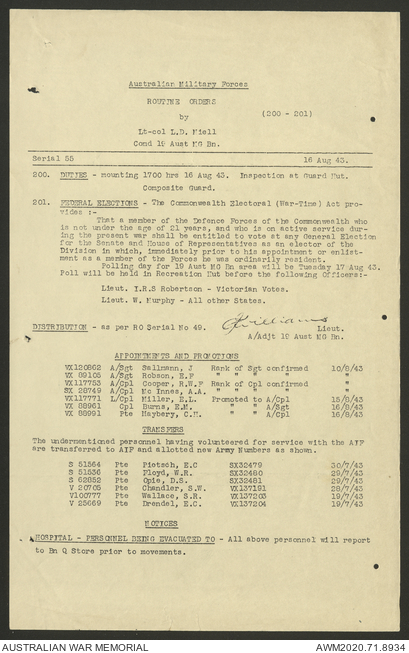 Australian Military Forces
ROUTINE ORDERS
(200 - 201)
by
Lt-col L.D. Miell
Comd 19 Aust MG Bn.
Serial 55 16 Aug 43.
200. DUTIES - mounting 1700 hrs 16 Aug 43. Inspection at Guard Hut.
Composite Guard.
201. FEDERAL ELECTIONS - The Commonwealth Electoral (War-Time) Act pro-
vides :-
That a member of the Defence Forces of the Commonwealth who
is not under the age of 21 years, and who is on active service dur-
ing the present war shall be entitled to vote at any General Election
for the Senate and House of Representatives as an elector of the
Division in which, immediately prior to his appointment or enlist-
ment as a member of the Forces he was ordinarily resident.
Polling day for 19 Aust MG Bn area will be Tuesday 17 Aug 43.
Poll will be held in Recreation Hut before the following Officers:-
Lieut. I.R.S Robertson - Victorian Votes.
Lieut. W. Murphy - All other States.
DISTRIBUTION - as per RO Serial No 49. Williams Lieut.
A/Adjt 19 Aust MG Bn.
APPOINTMENTS AND PROMOTIONS
VX120802 A/Sgt Sallmann, J Rank of Sgt confirmed 10/8/43
VX 89105 A/Sgt Robson, E.F " " " " "
VX117753 A/Cpl Cooper, R.W.F Rank of Cpl confirmed "
SX 28749 A/Cpl Mc Innes, A.A. " " " " "
VX117771 L/Cpl Miller, E.L. Promoted to A/Cpl 15/8/43
VX 88961 Cpl Burns, E.M. " " A/Sgt 16/8/43
VX 88991 Pte Haybery, C.H. " " A/Cpl 16/8/43
TRANSFERS
The undermentioned personnel having volunteered for service with the AIF
are transferred to AIF and allotted new Army Numbers as shown.
S 51564 Pte Pietsch, E.C SX32479 30/7/43
S 51536 Pte Floyd, W.R. SX32480 29/7/43
S 62852 Pte Opie, D.S. SX32481 29/7/43
V 20705 Pte Chandler, S.W. VX137191 28/7/43
V100777 Pte Wallace, S.R. VX137203 19/7/43
V 25669 Pte Brendel, E.C. VX137204 19/7/43
NOTICES
HOSPITAL - PERSONNEL BEING EVACUATED TO - All above personnel will report
to Bn Q Store prior to movements.
AUSTRALIAN WAR MEMORIAL AWM2020.71.8934